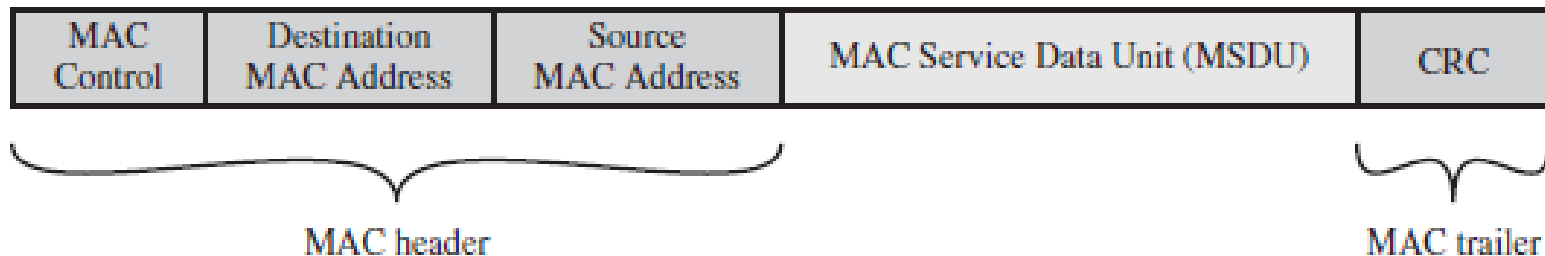 MAC
Control
Destination
MAC Address
Source
MAC Address
MAC Service Data Unit (MSDU)
CRC
MAC header
MAC trailer